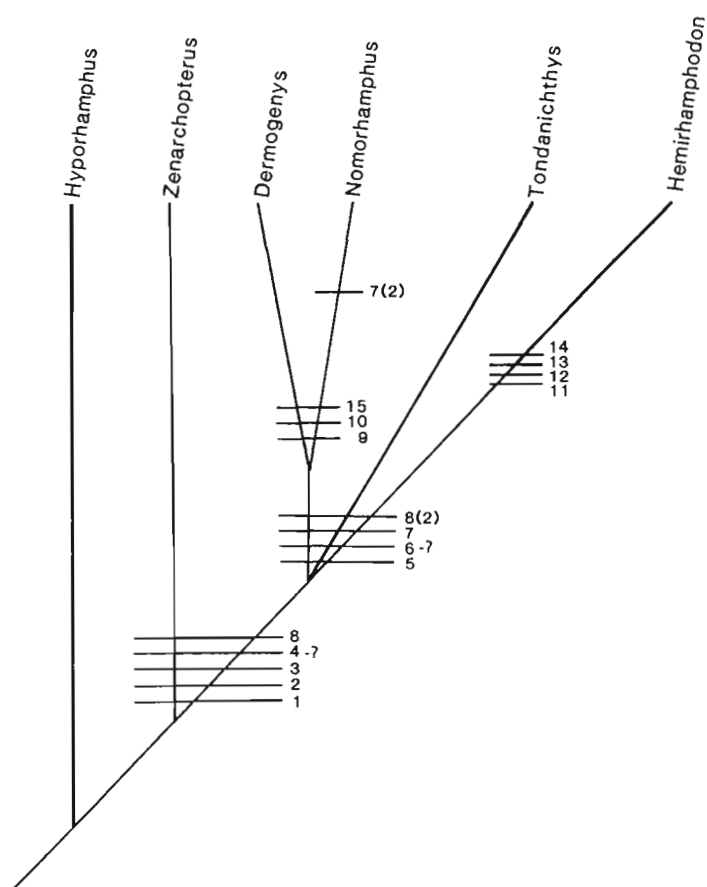 Hyporhamphus
Zenarchopterus
Dermogenys
Nomorhamphus
Tondanichthys
Hemirhamphodon
7(2)
14
13
12
11
15
10
9
8(2)
7
6-?
5
8
4-?
3
2
1